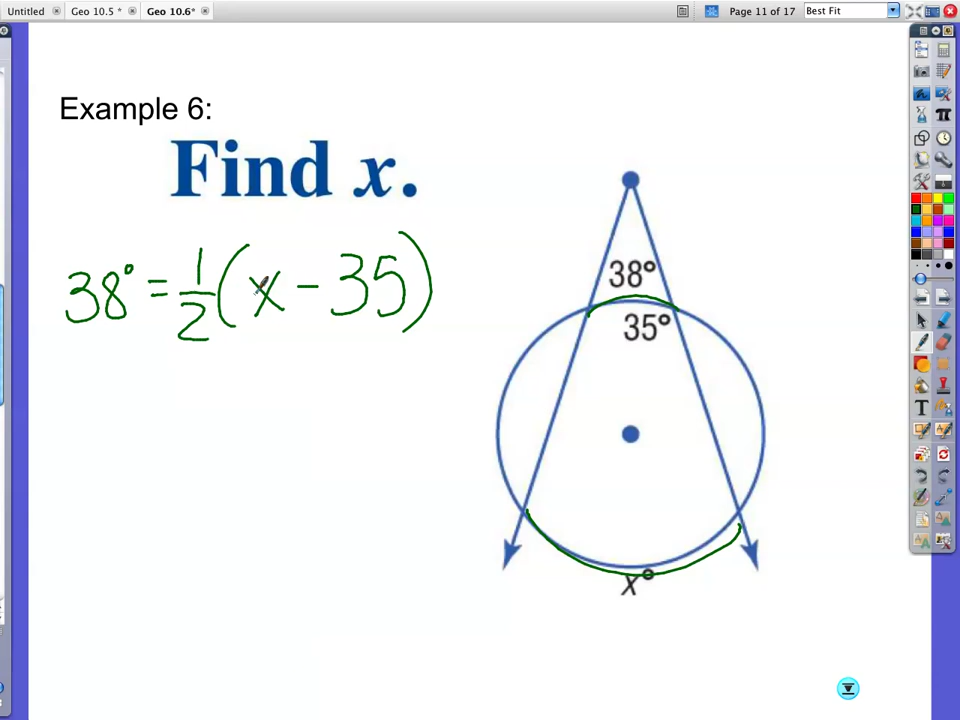 Untitled Geo 10.5 * Geo 10.6* Page 11 of 17 Best Fit
Example 6:
Find x.
38° = 1/2 (x - 35)
38°
35°
x°
T